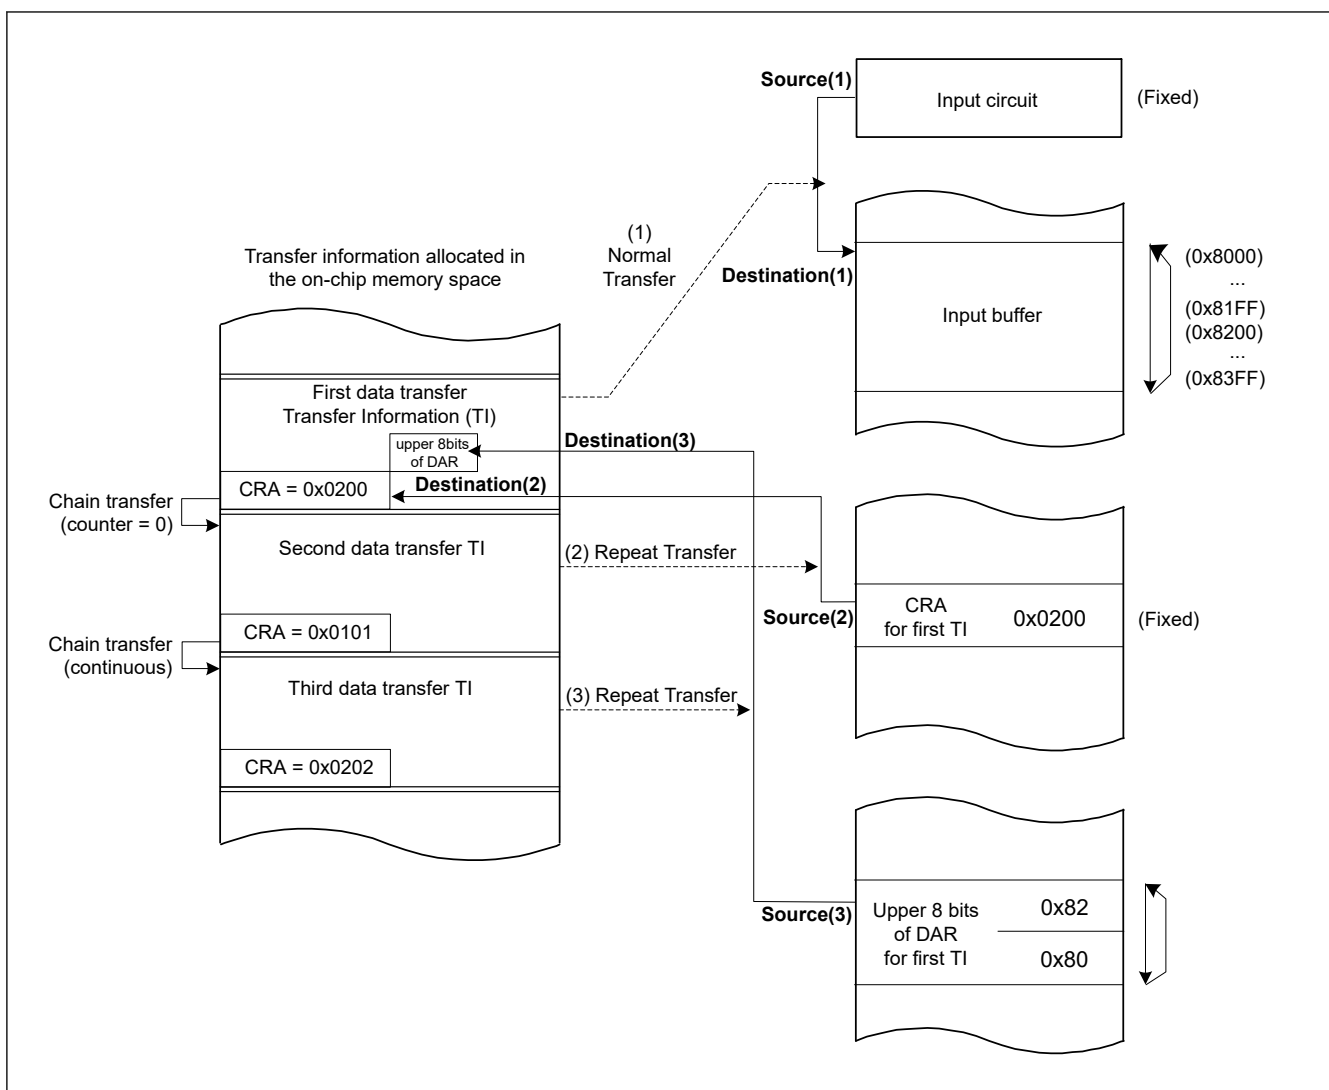 Source(1)
Input circuit
(Fixed)
(1)
Normal
Transfer
Transfer information allocated in
the on-chip memory space
Destination(1)
Input buffer
(0x8000)
...
(0x81FF)
(0x8200)
...
(0x83FF)
First data transfer
Transfer Information (TI)
upper 8bits
of DAR
Destination(3)
CRA = 0x0200
Destination(2)
Chain transfer
(counter = 0)
Second data transfer TI
(2) Repeat Transfer
CRA = 0x0101
Source(2)
CRA
for first TI
0x0200
(Fixed)
Chain transfer
(continuous)
Third data transfer TI
(3) Repeat Transfer
CRA = 0x0202
Source(3)
Upper 8 bits
of DAR
for first TI
0x82
0x80